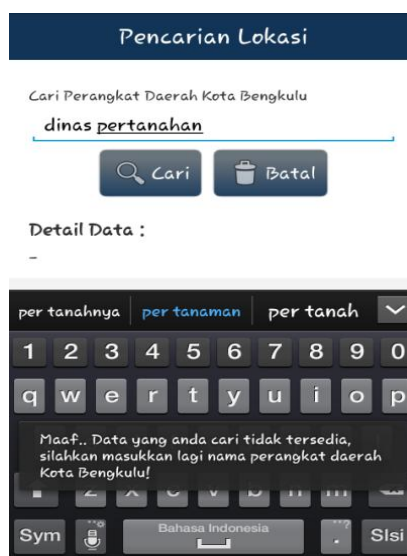 Pencarian Lokasi
Cari Perangkat Daerah Kota Bengkulu
dinas pertanahan
Cari Batal
Detail Data :
-
per tanahnya per tanaman per tanah
1 2 3 4 5 6 7 8 9 0
q w e r t y u i o p
Maaf.. Data yang anda cari tidak tersedia,
silahkan masukkan lagi nama perangkat daerah
Kota Bengkulu!
z x c v b n m
Sym Bahasa Indonesia . ? Slsi